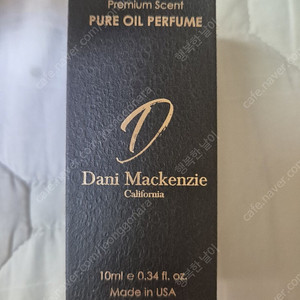 Premium Scent
PURE OIL PERFUME
D
Dani Mackenzie
California
10ml e 0.34 fl. oz.
Made in USA